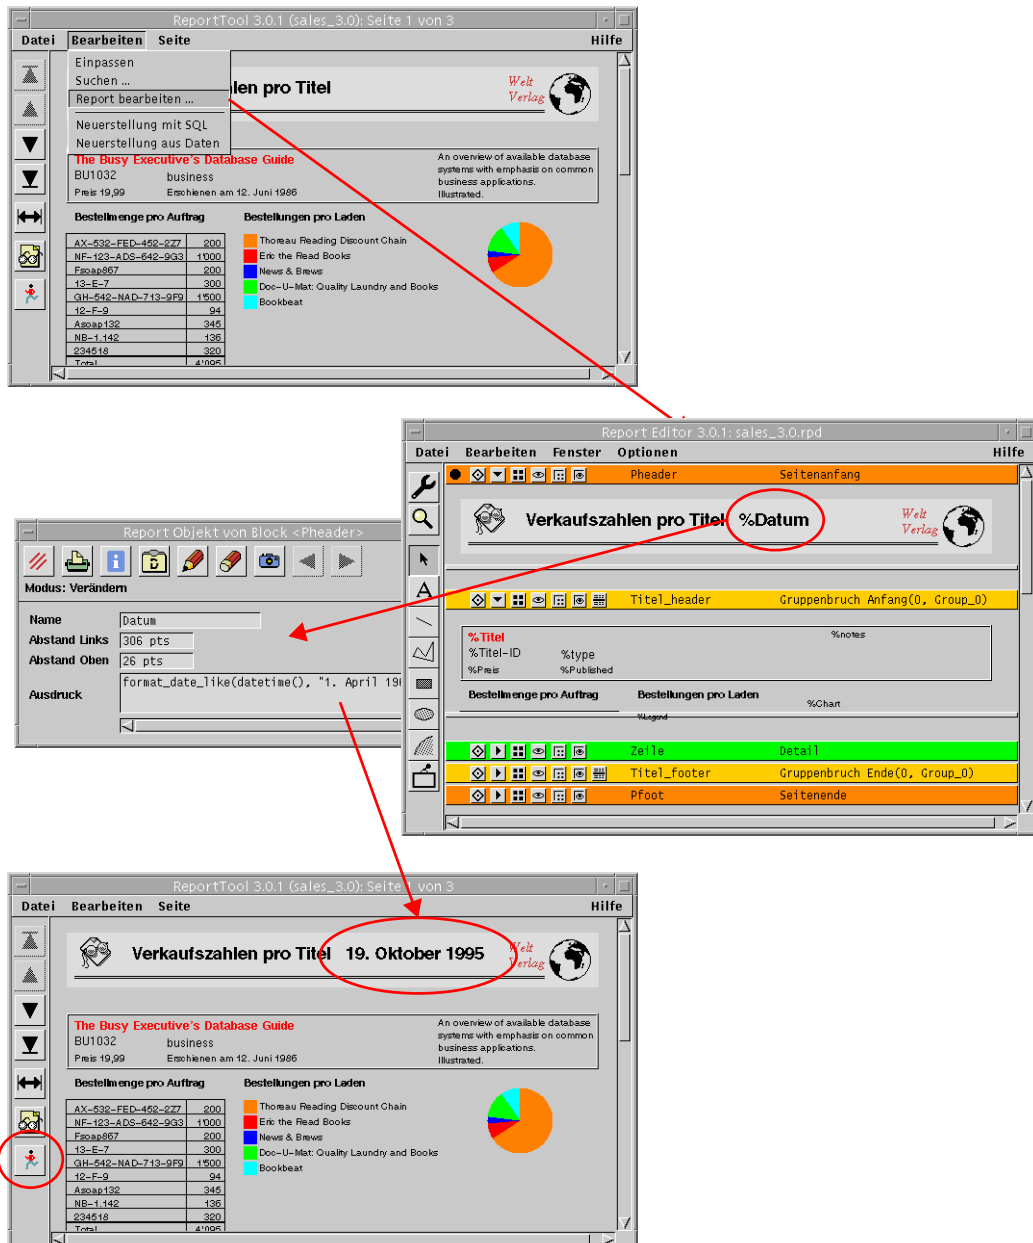 ReportTool 3.0.1 (sales_3.0): Seite 1 von 3
Datei Bearbeiten Seite Hilfe
Einpassen
Suchen ...
Report bearbeiten ...
Neuerstellung mit SQL
Neuerstellung aus Daten
len pro Titel
Welt
Verlag
The Busy Executive's Database Guide
BU1032 business
Preis 19,99 Erschienen am 12. Juni 1986
An overview of available database
systems with emphasis on common
business applications.
Illustrated.
Bestellmenge pro Auftrag Bestellungen pro Laden
AX-532-FED-452-2Z7 200
NF-123-ADS-642-9G3 1'000
Fsoap867 200
13-E-7 300
GH-542-NAD-713-9F9 1'500
12-F-9 94
Asoap132 345
NB-1.142 136
234518 320
Total 4'095
Thoreau Reading Discount Chain
Eric the Read Books
News & Brews
Doc-U-Mat: Quality Laundry and Books
Bookbeat
Report Editor 3.0.1: sales_3.0.rpd
Datei Bearbeiten Fenster Optionen Hilfe
Pheader Seitenanfang
Verkaufszahlen pro Titel %Datum
Welt
Verlag
Titel_header Gruppenbruch Anfang(0, Group_0)
%Titel %notes
%Titel-ID %type
%Preis %Published
Bestellmenge pro Auftrag Bestellungen pro Laden
%Chart
%Legend
Zeile Detail
Titel_footer Gruppenbruch Ende(0, Group_0)
Pfoot Seitenende
Report Objekt von Block <Pheader>
Modus: Verändern
Name Datum
Abstand Links 306 pts
Abstand Oben 26 pts
Ausdruck format_date_like(datetime(), "1. April 19
ReportTool 3.0.1 (sales_3.0): Seite 1 von 3
Datei Bearbeiten Seite Hilfe
Verkaufszahlen pro Titel 19. Oktober 1995
Welt
Verlag
The Busy Executive's Database Guide
BU1032 business
Preis 19,99 Erschienen am 12. Juni 1986
An overview of available database
systems with emphasis on common
business applications.
Illustrated.
Bestellmenge pro Auftrag Bestellungen pro Laden
AX-532-FED-452-2Z7 200
NF-123-ADS-642-9G3 1'000
Fsoap867 200
13-E-7 300
GH-542-NAD-713-9F9 1'500
12-F-9 94
Asoap132 345
NB-1.142 136
234518 320
Total 4'095
Thoreau Reading Discount Chain
Eric the Read Books
News & Brews
Doc-U-Mat: Quality Laundry and Books
Bookbeat